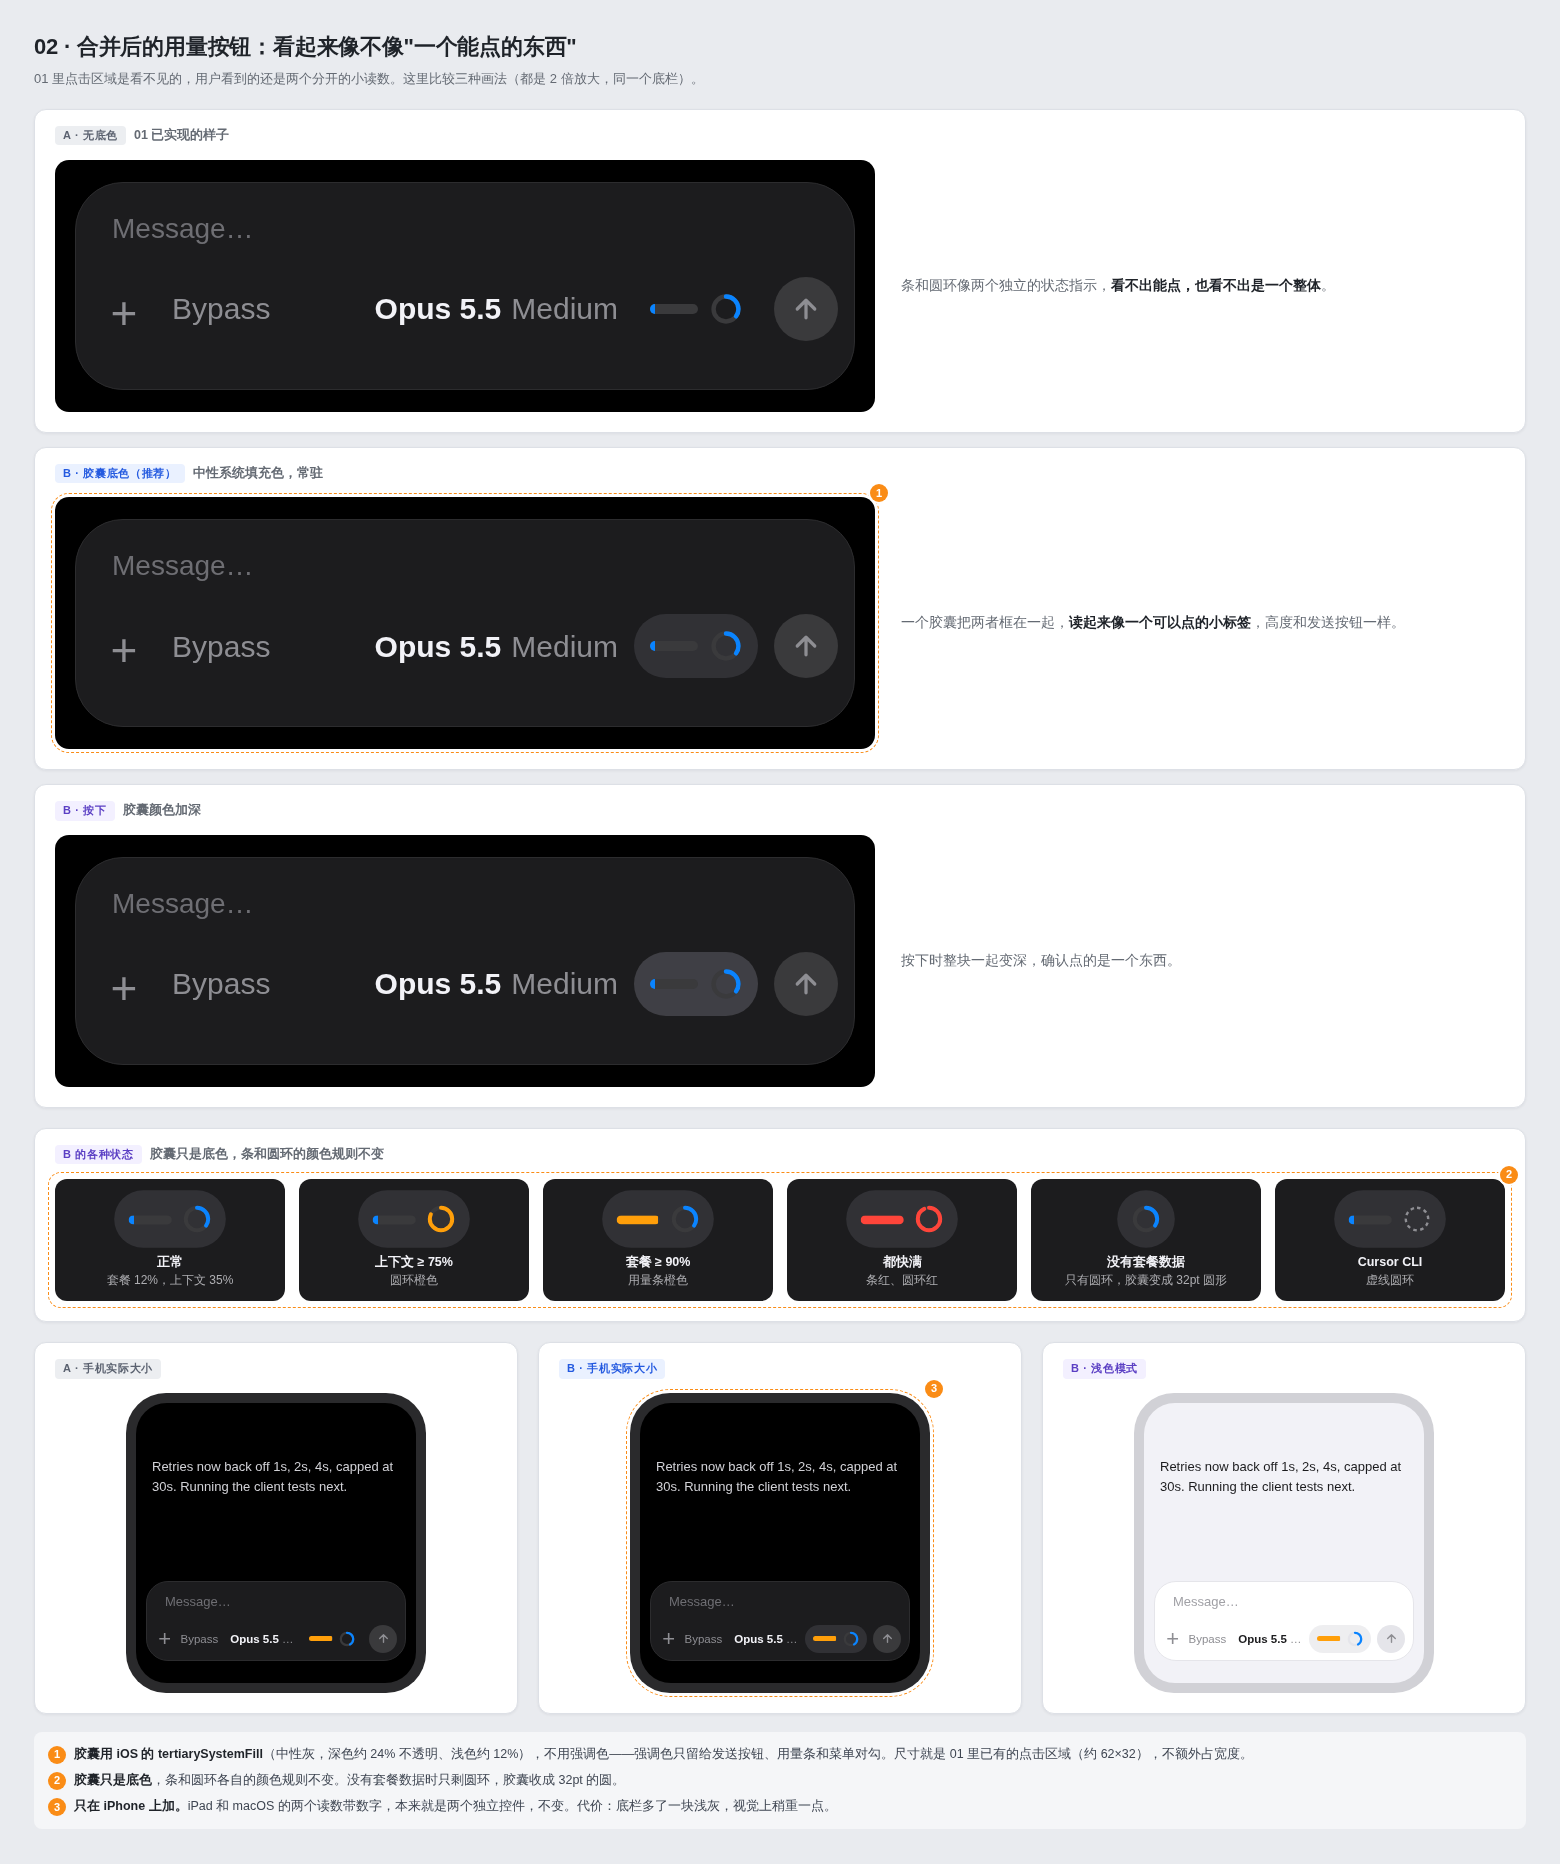 02 · 合并后的用量按钮：看起来像不像"一个能点的东西"
01 里点击区域是看不见的，用户看到的还是两个分开的小读数。这里比较三种画法（都是 2 倍放大，同一个底栏）。
A · 无底色 01 已实现的样子
Message…
+ Bypass Opus 5.5 Medium
条和圆环像两个独立的状态指示，看不出能点，也看不出是一个整体。
B · 胶囊底色（推荐） 中性系统填充色，常驻
1
Message…
+ Bypass Opus 5.5 Medium
一个胶囊把两者框在一起，读起来像一个可以点的小标签，高度和发送按钮一样。
B · 按下 胶囊颜色加深
Message…
+ Bypass Opus 5.5 Medium
按下时整块一起变深，确认点的是一个东西。
B 的各种状态 胶囊只是底色，条和圆环的颜色规则不变
2
正常
套餐 12%，上下文 35%
上下文 ≥ 75%
圆环橙色
套餐 ≥ 90%
用量条橙色
都快满
条红、圆环红
没有套餐数据
只有圆环，胶囊变成 32pt 圆形
Cursor CLI
虚线圆环
A · 手机实际大小
Retries now back off 1s, 2s, 4s, capped at
30s. Running the client tests next.
Message…
+ Bypass Opus 5.5 …
B · 手机实际大小
3
Retries now back off 1s, 2s, 4s, capped at
30s. Running the client tests next.
Message…
+ Bypass Opus 5.5 …
B · 浅色模式
Retries now back off 1s, 2s, 4s, capped at
30s. Running the client tests next.
Message…
+ Bypass Opus 5.5 …
1 胶囊用 iOS 的 tertiarySystemFill（中性灰，深色约 24% 不透明、浅色约 12%），不用强调色——强调色只留给发送按钮、用量条和菜单对勾。尺寸就是 01 里已有的点击区域（约 62×32），不额外占宽度。
2 胶囊只是底色，条和圆环各自的颜色规则不变。没有套餐数据时只剩圆环，胶囊收成 32pt 的圆。
3 只在 iPhone 上加。iPad 和 macOS 的两个读数带数字，本来就是两个独立控件，不变。代价：底栏多了一块浅灰，视觉上稍重一点。